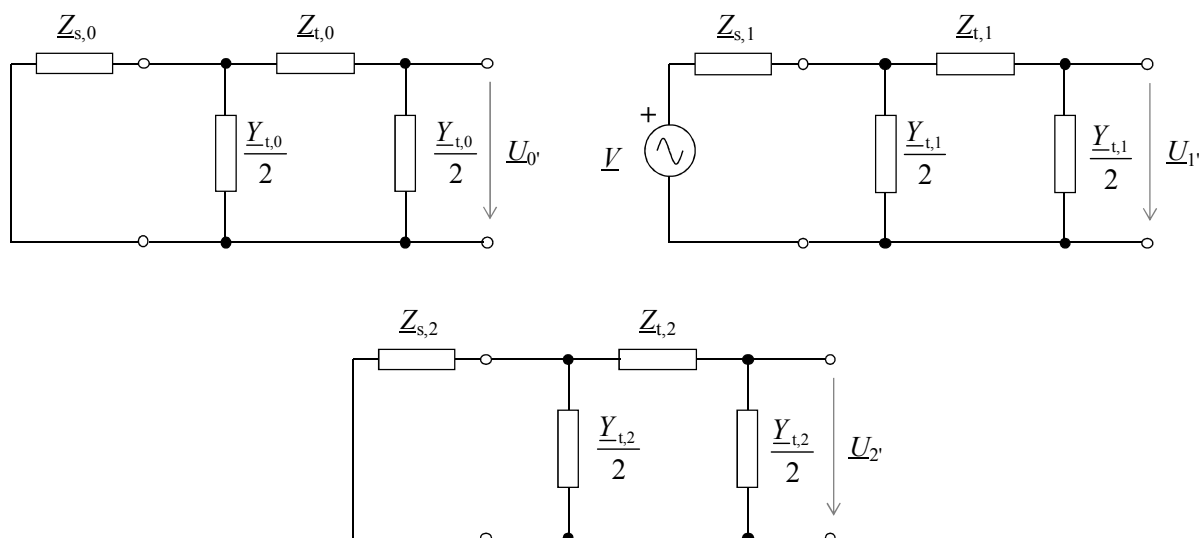 Z_s,0 Z_t,0
Y_t,0 / 2 Y_t,0 / 2 U_0'
Z_s,1 Z_t,1
+
V Y_t,1 / 2 Y_t,1 / 2 U_1'
Z_s,2 Z_t,2
Y_t,2 / 2 Y_t,2 / 2 U_2'